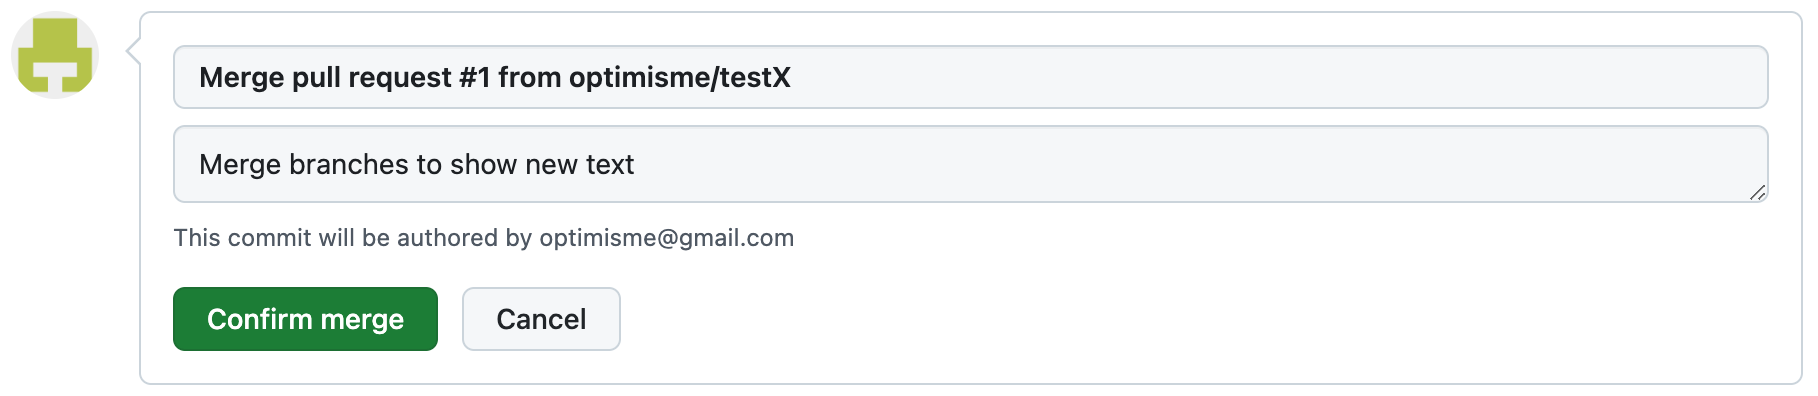 Merge pull request #1 from optimisme/testX
Merge branches to show new text
This commit will be authored by optimisme@gmail.com
Confirm merge
Cancel